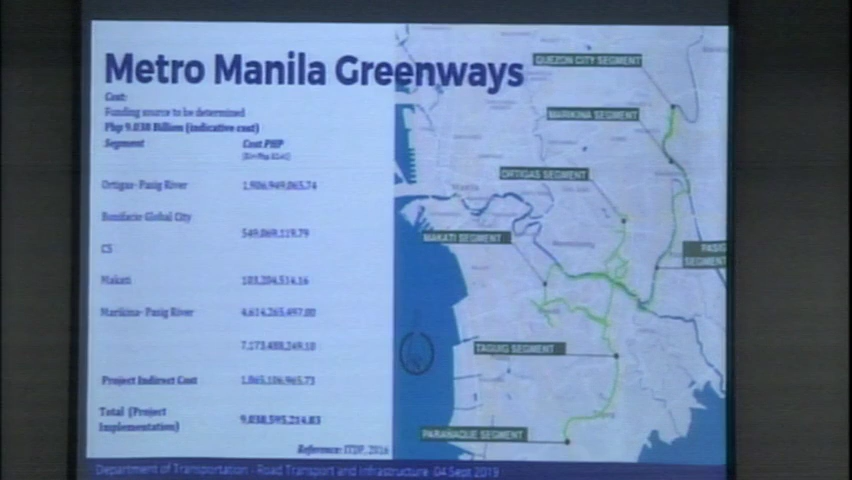 Metro Manila Greenways
Cost:
Funding source to be determined
Php 9.038 Billion (indicative cost)
Segment Cost PHP
Ortigas- Pasig River 1,906,949,065.74
Bonifacio Global City
549,069,119.79
CS
Makati 103,204,514.16
Marikina- Pasig River 4,614,265,497.00
7,173,488,249.10
Project Indirect Cost 1,865,106,965.73
Total (Project
Implementation) 9,038,595,214.83
Reference: ITDP, 2016
QUEZON CITY SEGMENT
MARIKINA SEGMENT
ORTIGAS SEGMENT
MAKATI SEGMENT
PASIG
SEGMENT
TAGUIG SEGMENT
PARANAQUE SEGMENT
Manila
Department of Transportation - Road Transport and Infrastructure 04 Sept 2019